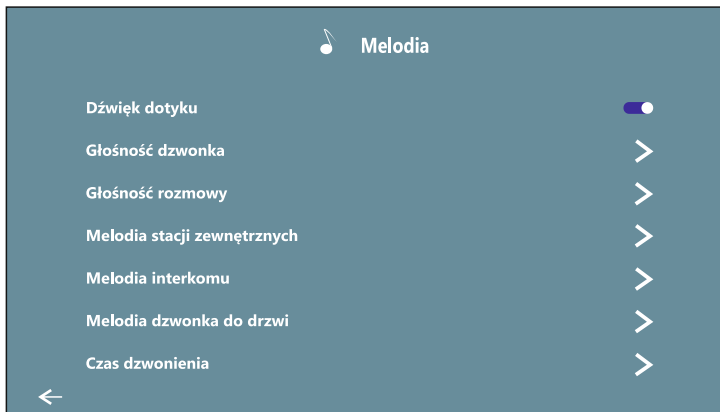 Melodia
Dźwięk dotyku
Głośność dzwonka
Głośność rozmowy
Melodia stacji zewnętrznych
Melodia interkomu
Melodia dzwonka do drzwi
Czas dzwonienia